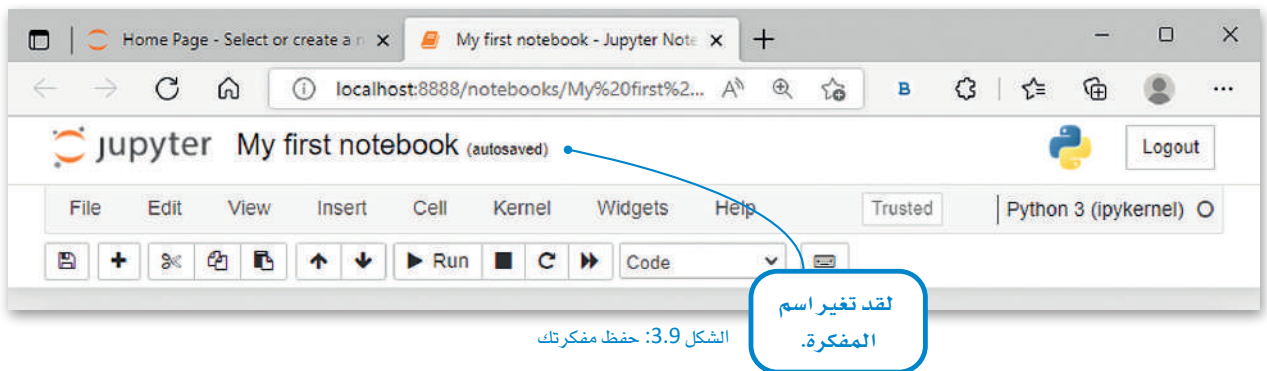 Home Page - Select or create a n
My first notebook - Jupyter Note
localhost:8888/notebooks/My%20first%2...
B
jupyter My first notebook (autosaved)
Logout
File Edit View Insert Cell Kernel Widgets Help Trusted Python 3 (ipykernel)
Run Code
لقد تغير اسم
المفكرة.
الشكل 3.9: حفظ مفكرتك